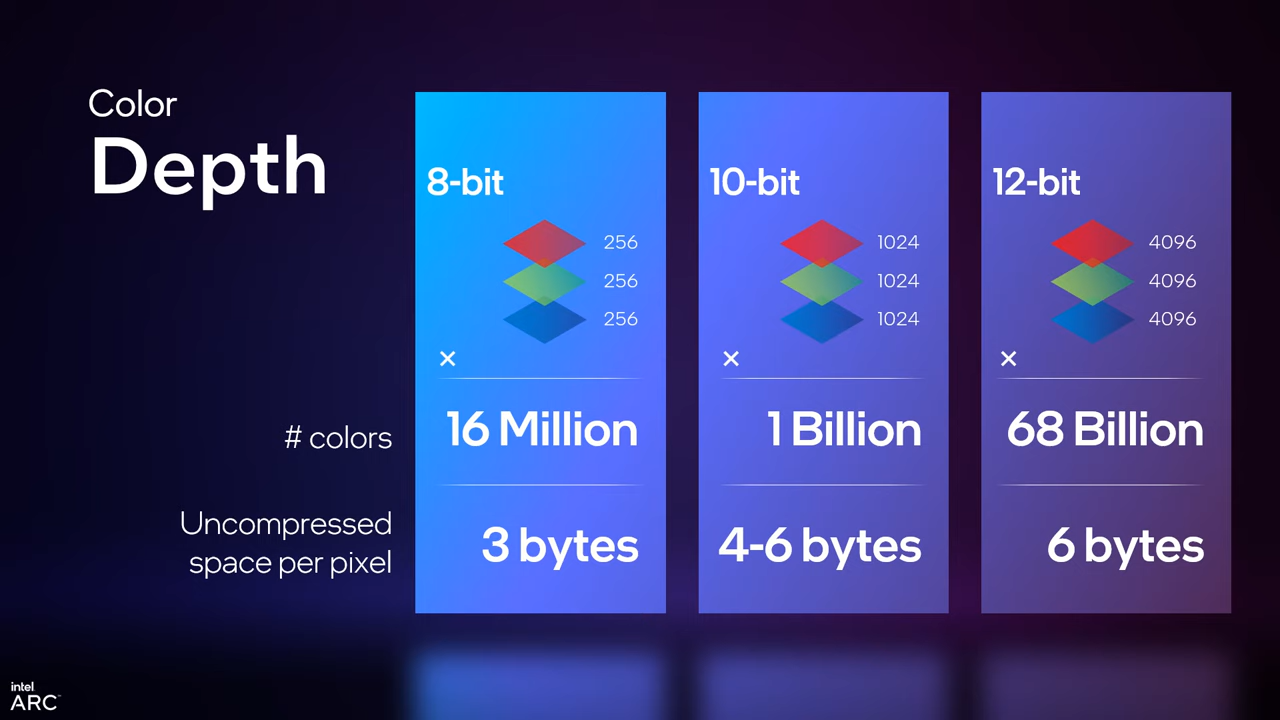 Color
Depth
8-bit
256
256
256
×
10-bit
1024
1024
1024
×
12-bit
4096
4096
4096
×
# colors
16 Million
1 Billion
68 Billion
Uncompressed
space per pixel
3 bytes
4-6 bytes
6 bytes
intel
ARC™